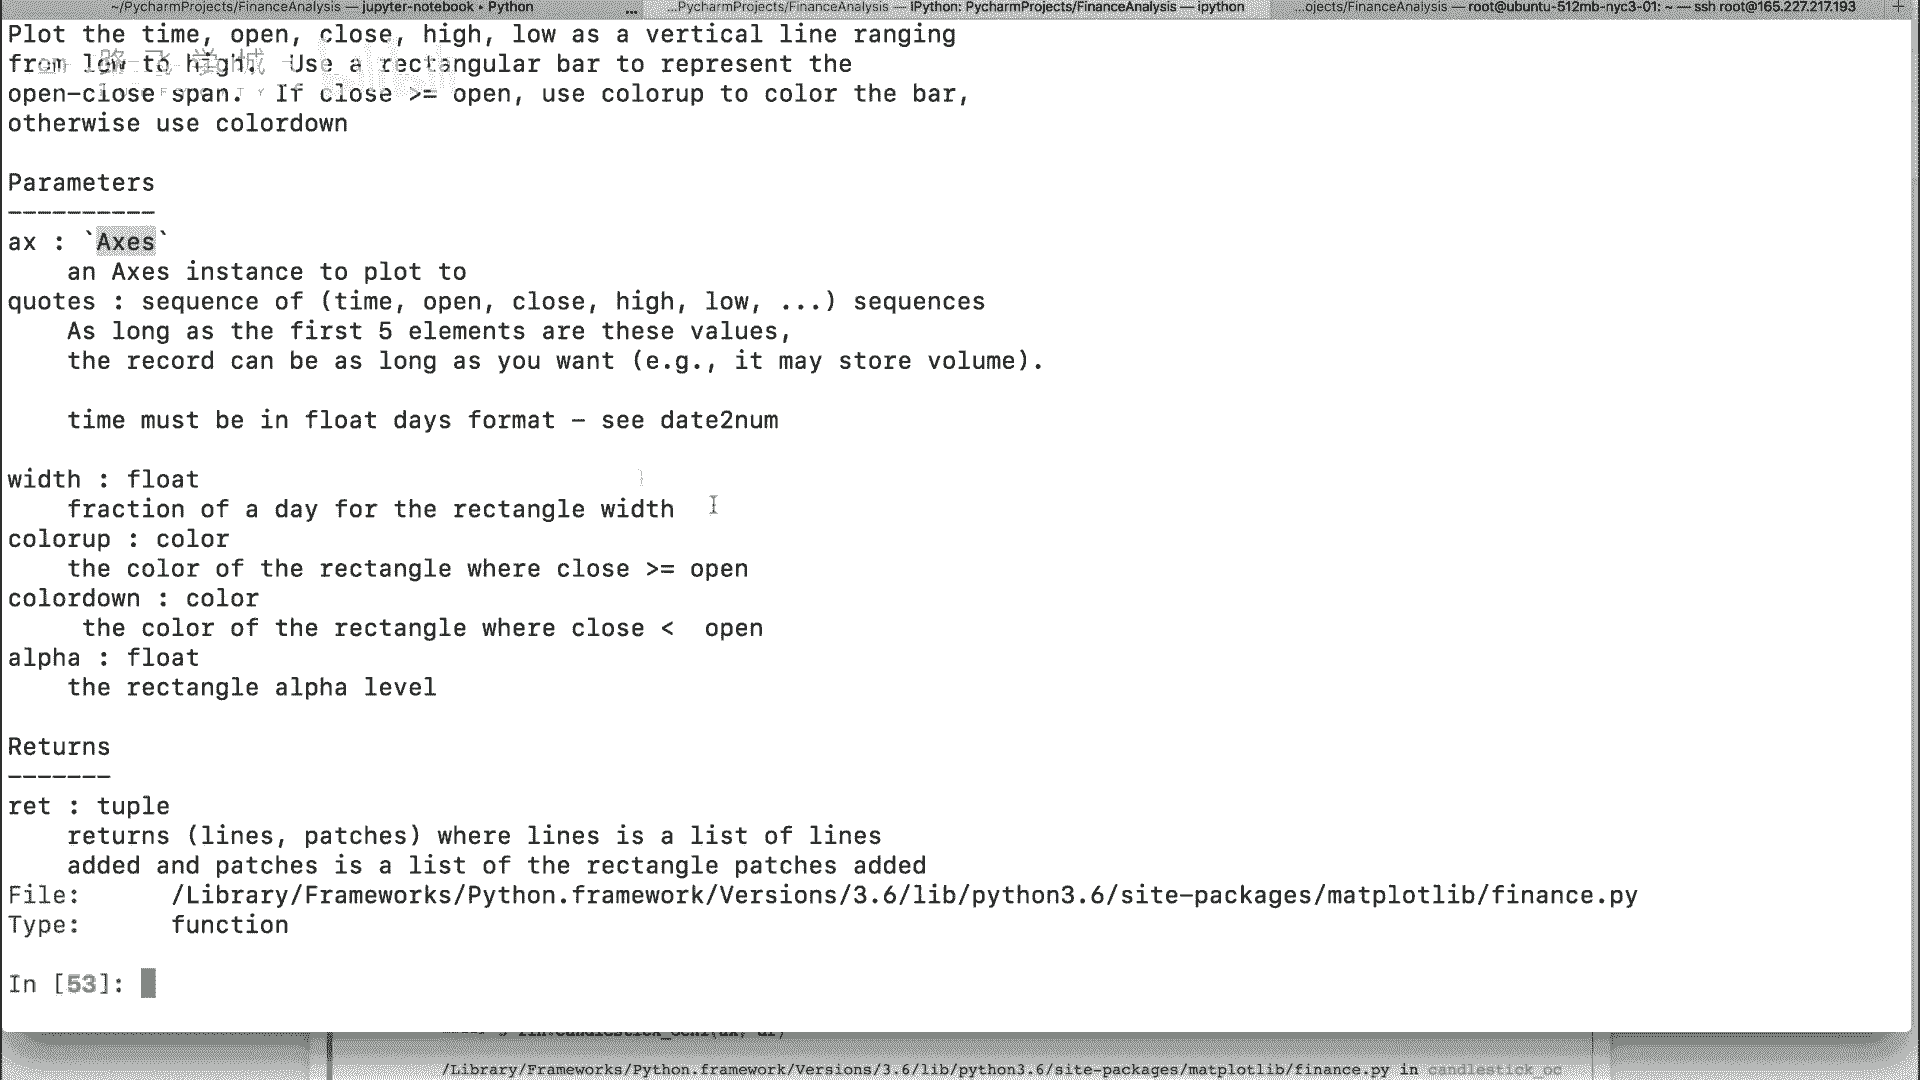 ~/PycharmProjects/FinanceAnalysis — jupyter-notebook • Python ... ...PycharmProjects/FinanceAnalysis — IPython: PycharmProjects/FinanceAnalysis — ipython ...ojects/FinanceAnalysis — root@ubuntu-512mb-nyc3-01: ~ — ssh root@165.227.217.193 +
Plot the time, open, close, high, low as a vertical line ranging
from low to high.  Use a rectangular bar to represent the
路飞学城
open-close span.  If close >= open, use colorup to color the bar,
otherwise use colordown
Parameters
----------
ax : `Axes`
    an Axes instance to plot to
quotes : sequence of (time, open, close, high, low, ...) sequences
    As long as the first 5 elements are these values,
    the record can be as long as you want (e.g., it may store volume).
    time must be in float days format - see date2num
width : float
    fraction of a day for the rectangle width
colorup : color
    the color of the rectangle where close >= open
colordown : color
     the color of the rectangle where close <  open
alpha : float
    the rectangle alpha level
Returns
-------
ret : tuple
    returns (lines, patches) where lines is a list of lines
    added and patches is a list of the rectangle patches added
File:      /Library/Frameworks/Python.framework/Versions/3.6/lib/python3.6/site-packages/matplotlib/finance.py
Type:      function
In [53]:
/Library/Frameworks/Python.framework/Versions/3.6/lib/python3.6/site-packages/matplotlib/finance.py in candlestick_oc